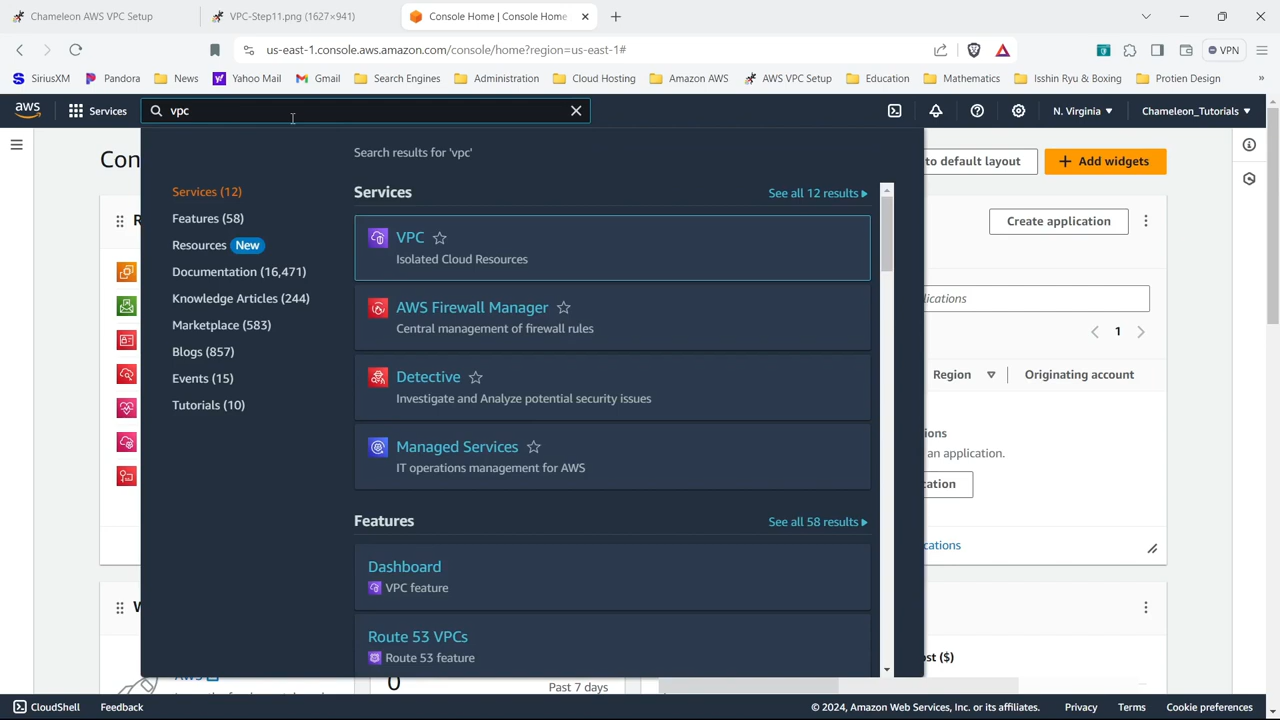 Chameleon AWS VPC Setup
VPC-Step11.png (1627×941)
Console Home | Console Home
us-east-1.console.aws.amazon.com/console/home?region=us-east-1#
VPN
SiriusXM
Pandora
News
Yahoo Mail
Gmail
Search Engines
Administration
Cloud Hosting
Amazon AWS
AWS VPC Setup
Education
Mathematics
Isshin Ryu & Boxing
Protien Design
»
aws
Services
vpc
N. Virginia
Chameleon_Tutorials
Con
to default layout
Add widgets
Search results for 'vpc'
Services (12)
Features (58)
Resources New
Documentation (16,471)
Knowledge Articles (244)
Marketplace (583)
Blogs (857)
Events (15)
Tutorials (10)
Services
See all 12 results
VPC
Isolated Cloud Resources
AWS Firewall Manager
Central management of firewall rules
Detective
Investigate and Analyze potential security issues
Managed Services
IT operations management for AWS
Features
See all 58 results
Dashboard
VPC feature
Route 53 VPCs
Route 53 feature
R
Create application
lications
1
Region
Originating account
ions
an application.
cation
cations
W
ost ($)
AWS
0
Past 7 days
CloudShell
Feedback
© 2024, Amazon Web Services, Inc. or its affiliates.
Privacy
Terms
Cookie preferences